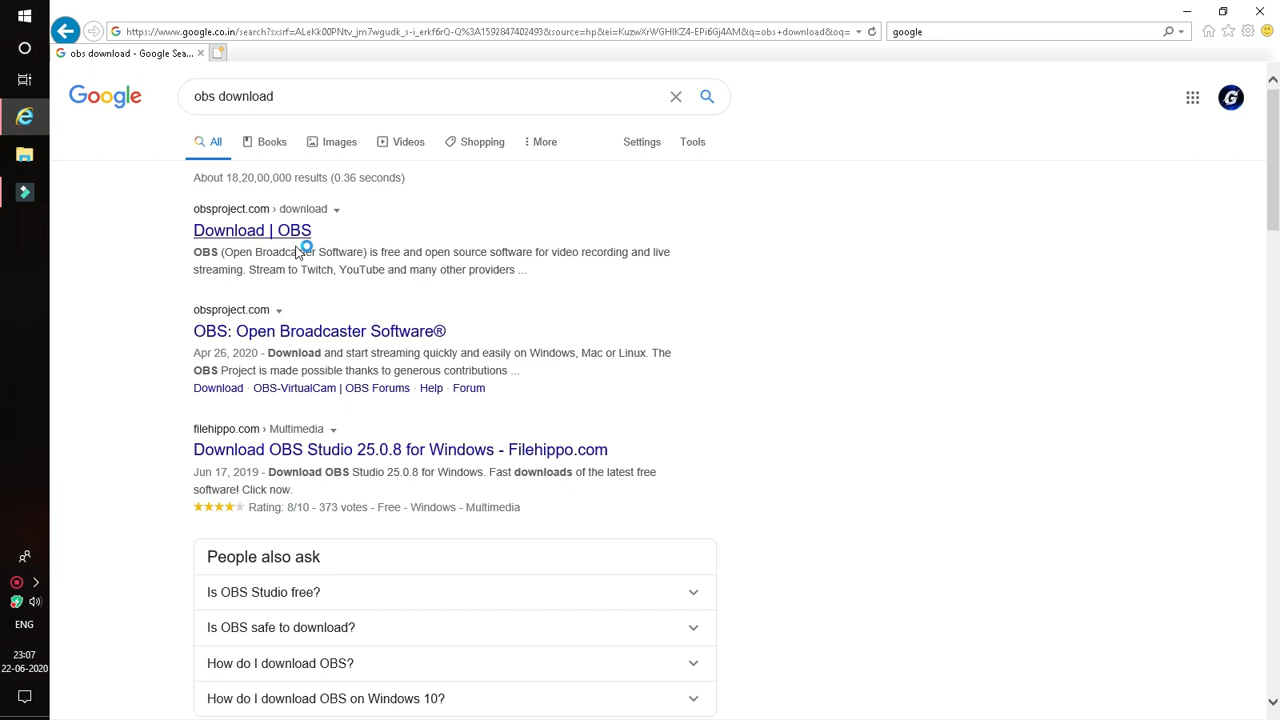 https://www.google.co.in/search?sxsrf=ALeKk00PNtv_jm7wgudk_s-i_erkf6rQ-Q%3A1592847402493&source=hp&ei=KuzwXrWGHIKZ4-EPi6Gj4AM&q=obs+download&oq=
google
obs download - Google Sea...
Google
obs download
All
Books
Images
Videos
Shopping
More
Settings
Tools
About 18,20,00,000 results (0.36 seconds)
obsproject.com › download
Download | OBS
OBS (Open Broadcaster Software) is free and open source software for video recording and live
streaming. Stream to Twitch, YouTube and many other providers ...
obsproject.com
OBS: Open Broadcaster Software®
Apr 26, 2020 - Download and start streaming quickly and easily on Windows, Mac or Linux. The
OBS Project is made possible thanks to generous contributions ...
Download · OBS-VirtualCam | OBS Forums · Help · Forum
filehippo.com › Multimedia
Download OBS Studio 25.0.8 for Windows - Filehippo.com
Jun 17, 2019 - Download OBS Studio 25.0.8 for Windows. Fast downloads of the latest free
software! Click now.
Rating: 8/10 - 373 votes - Free - Windows - Multimedia
People also ask
Is OBS Studio free?
Is OBS safe to download?
How do I download OBS?
How do I download OBS on Windows 10?
ENG
23:07
22-06-2020